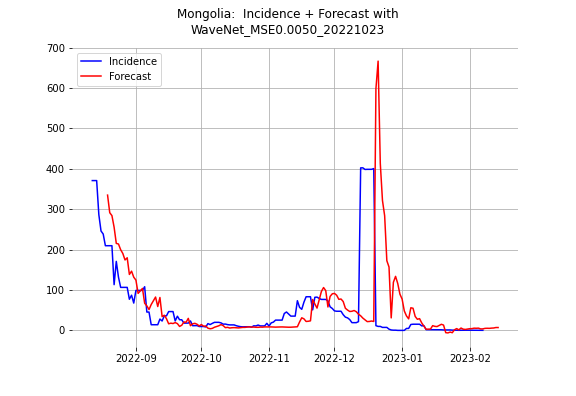 Mongolia:  Incidence + Forecast with
WaveNet_MSE0.0050_20221023
Incidence
Forecast
700
600
500
400
300
200
100
0
2022-09 2022-10 2022-11 2022-12 2023-01 2023-02